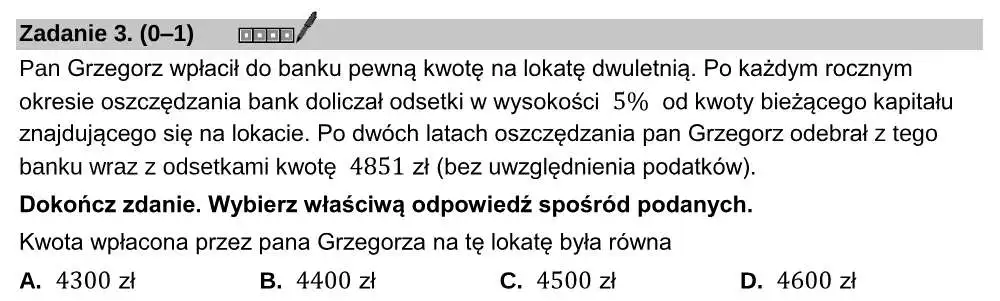 Zadanie 3. (0–1)
Pan Grzegorz wpłacił do banku pewną kwotę na lokatę dwuletnią. Po każdym rocznym
okresie oszczędzania bank doliczał odsetki w wysokości 5% od kwoty bieżącego kapitału
znajdującego się na lokacie. Po dwóch latach oszczędzania pan Grzegorz odebrał z tego
banku wraz z odsetkami kwotę 4851 zł (bez uwzględnienia podatków).
Dokończ zdanie. Wybierz właściwą odpowiedź spośród podanych.
Kwota wpłacona przez pana Grzegorza na tę lokatę była równa
A. 4300 zł B. 4400 zł C. 4500 zł D. 4600 zł